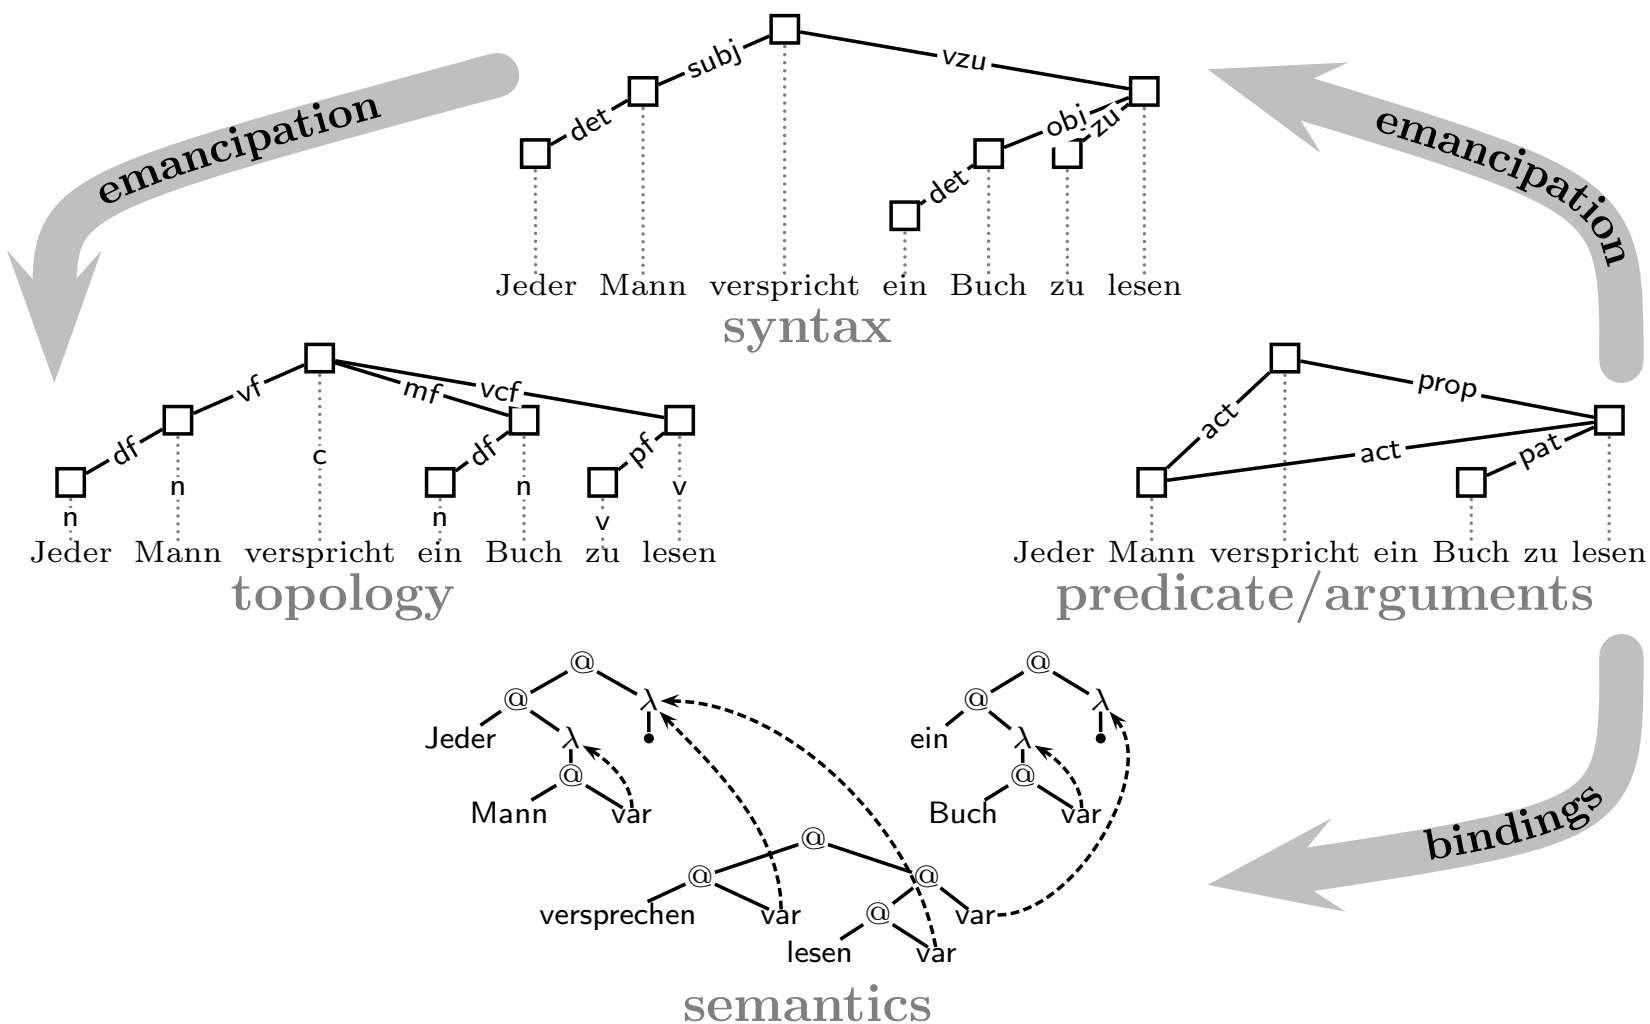 subj
vzu
det
obj
zu
det
Jeder Mann verspricht ein Buch zu lesen
syntax
emancipation
emancipation
vf
mf
vcf
df
c
df
pf
n
n
v
n
n
v
Jeder Mann verspricht ein Buch zu lesen
topology
prop
act
act
pat
Jeder Mann verspricht ein Buch zu lesen
predicate/arguments
@
@ λ
Jeder λ
@
Mann var
@
@ λ
ein λ
@
Buch var
@
@ @
versprechen var @ var
lesen var
semantics
bindings